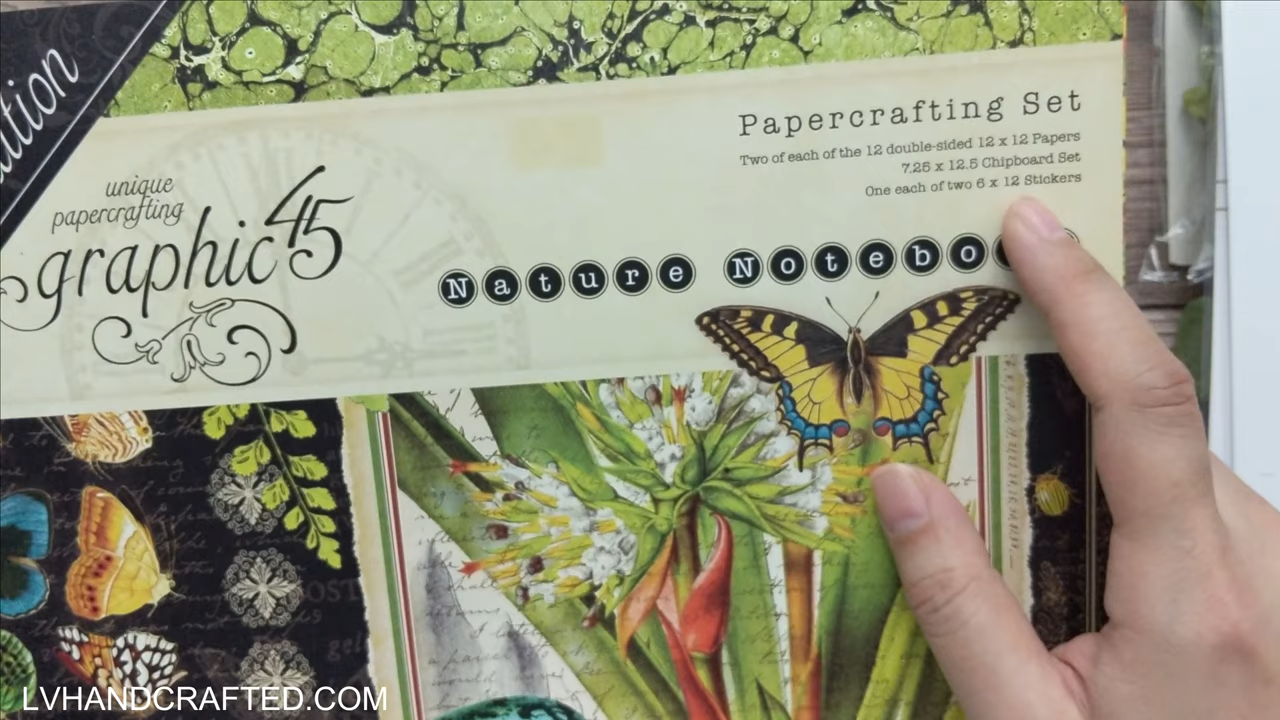 ution
Papercrafting Set
Two of each of the 12 double-sided 12 x 12 Papers
7.25 x 12.5 Chipboard Set
One each of two 6 x 12 Stickers
unique
papercrafting
graphic45
Nature Notebo
LVHANDCRAFTED.COM